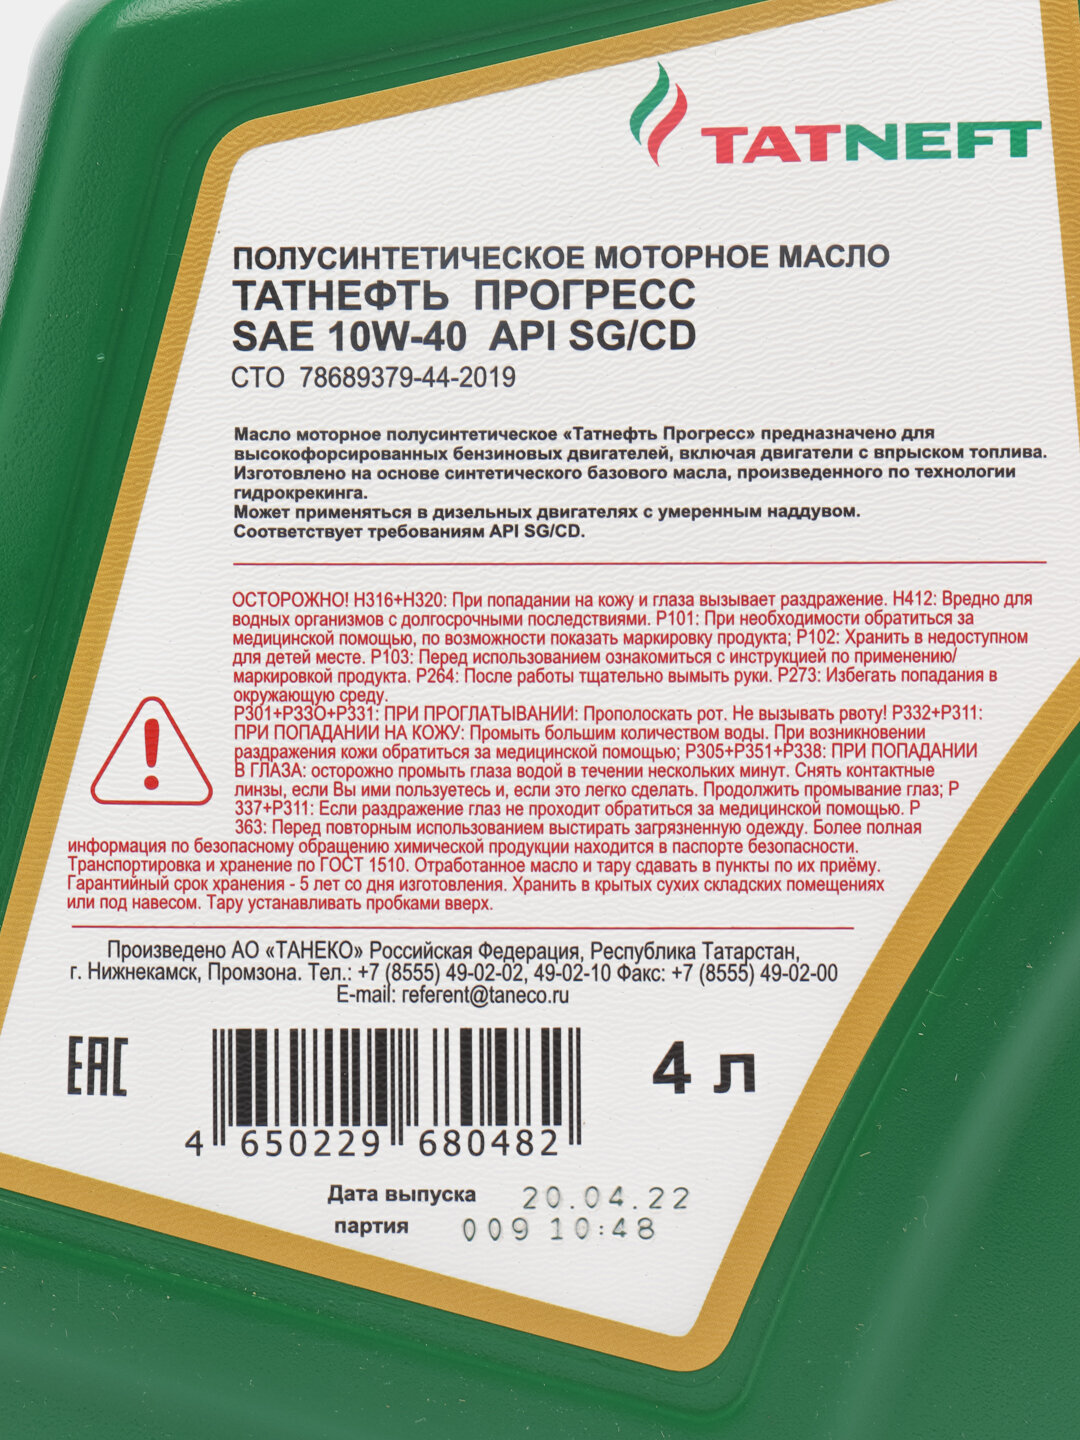 TATNEFT
ПОЛУСИНТЕТИЧЕСКОЕ МОТОРНОЕ МАСЛО
ТАТНЕФТЬ ПРОГРЕСС
SAE 10W-40 API SG/CD
СТО 78689379-44-2019
Масло моторное полусинтетическое «Татнефть Прогресс» предназначено для
высокофорсированных бензиновых двигателей, включая двигатели с впрыском топлива.
Изготовлено на основе синтетического базового масла, произведенного по технологии
гидрокрекинга.
Может применяться в дизельных двигателях с умеренным наддувом.
Соответствует требованиям API SG/CD.
ОСТОРОЖНО! H316+H320: При попадании на кожу и глаза вызывает раздражение. H412: Вредно для
водных организмов с долгосрочными последствиями. P101: При необходимости обратиться за
медицинской помощью, по возможности показать маркировку продукта; P102: Хранить в недоступном
для детей месте. P103: Перед использованием ознакомиться с инструкцией по применению/
маркировкой продукта. P264: После работы тщательно вымыть руки. P273: Избегать попадания в
окружающую среду.
P301+P33O+P331: ПРИ ПРОГЛАТЫВАНИИ: Прополоскать рот. Не вызывать рвоту! P332+P311:
ПРИ ПОПАДАНИИ НА КОЖУ: Промыть большим количеством воды. При возникновении
раздражения кожи обратиться за медицинской помощью; P305+P351+P338: ПРИ ПОПАДАНИИ
В ГЛАЗА: осторожно промыть глаза водой в течении нескольких минут. Снять контактные
линзы, если Вы ими пользуетесь и, если это легко сделать. Продолжить промывание глаз; P
337+P311: Если раздражение глаз не проходит обратиться за медицинской помощью. P
363: Перед повторным использованием выстирать загрязненную одежду. Более полная
информация по безопасному обращению химической продукции находится в паспорте безопасности.
Транспортировка и хранение по ГОСТ 1510. Отработанное масло и тару сдавать в пункты по их приёму.
Гарантийный срок хранения - 5 лет со дня изготовления. Хранить в крытых сухих складских помещениях
или под навесом. Тару устанавливать пробками вверх.
Произведено АО «ТАНЕКО» Российская Федерация, Республика Татарстан,
г. Нижнекамск, Промзона. Тел.: +7 (8555) 49-02-02, 49-02-10 Факс: +7 (8555) 49-02-00
E-mail: referent@taneco.ru
EAC
4 л
4 650229 680482
Дата выпуска 20.04.22
партия 009 10:48